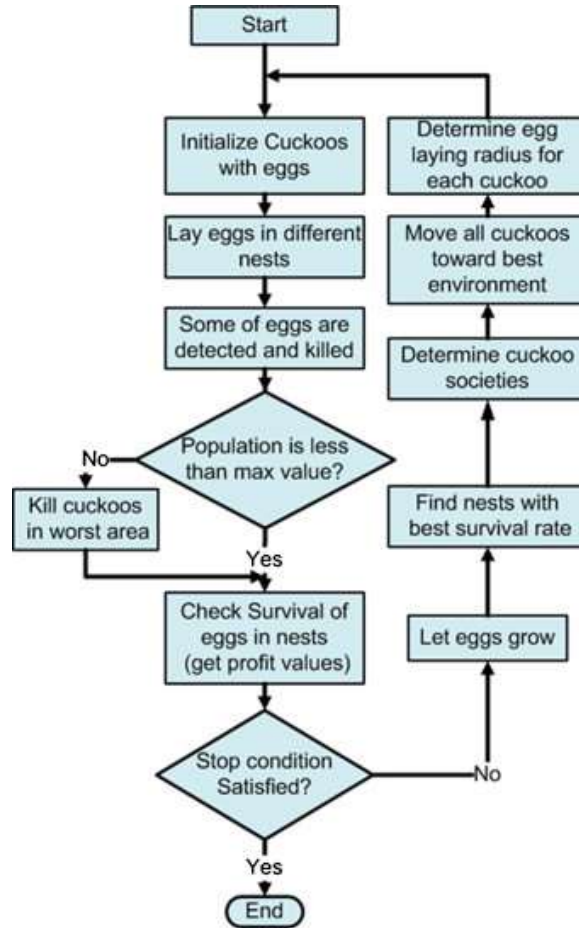 Start
Initialize Cuckoos
with eggs
Lay eggs in different
nests
Some of eggs are
detected and killed
Population is less
than max value?
No
Kill cuckoos
in worst area
Yes
Check Survival of
eggs in nests
(get profit values)
Stop condition
Satisfied?
No
Yes
End
Let eggs grow
Find nests with
best survival rate
Determine cuckoo
societies
Move all cuckoos
toward best
environment
Determine egg
laying radius for
each cuckoo